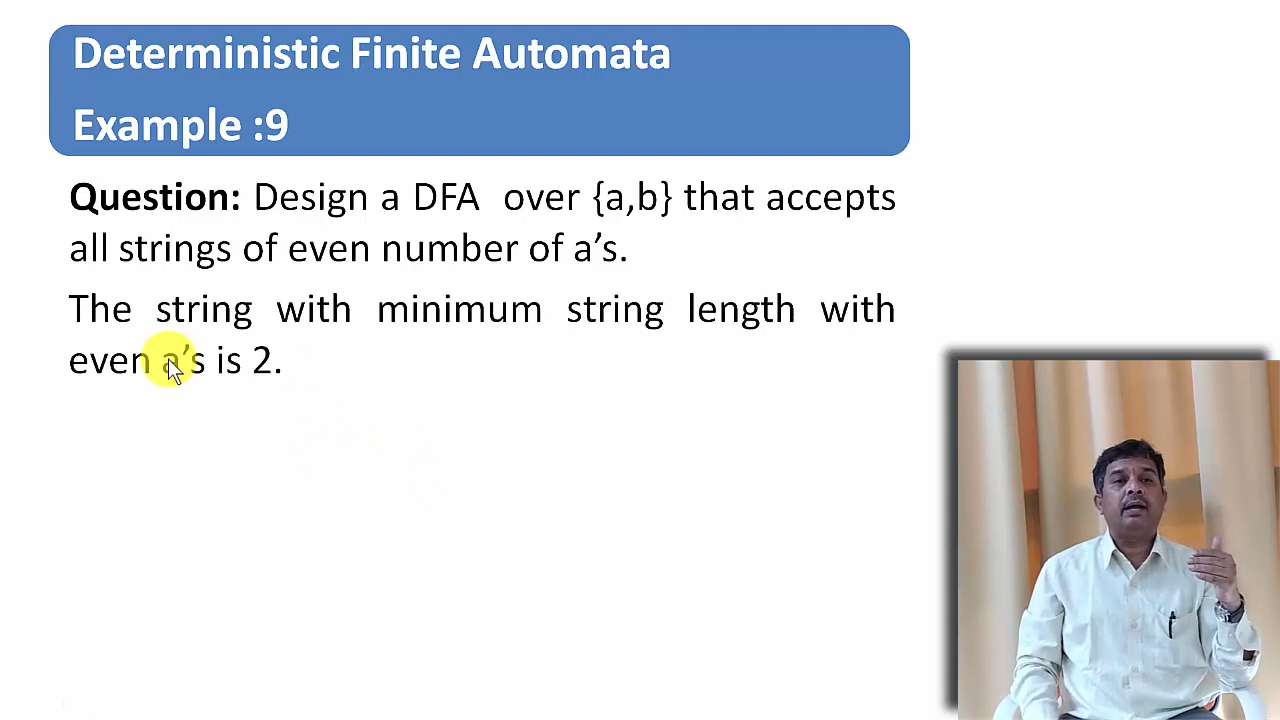 Deterministic Finite Automata
Example :9
Question: Design a DFA over {a,b} that accepts
all strings of even number of a’s.
The string with minimum string length with
even a’s is 2.